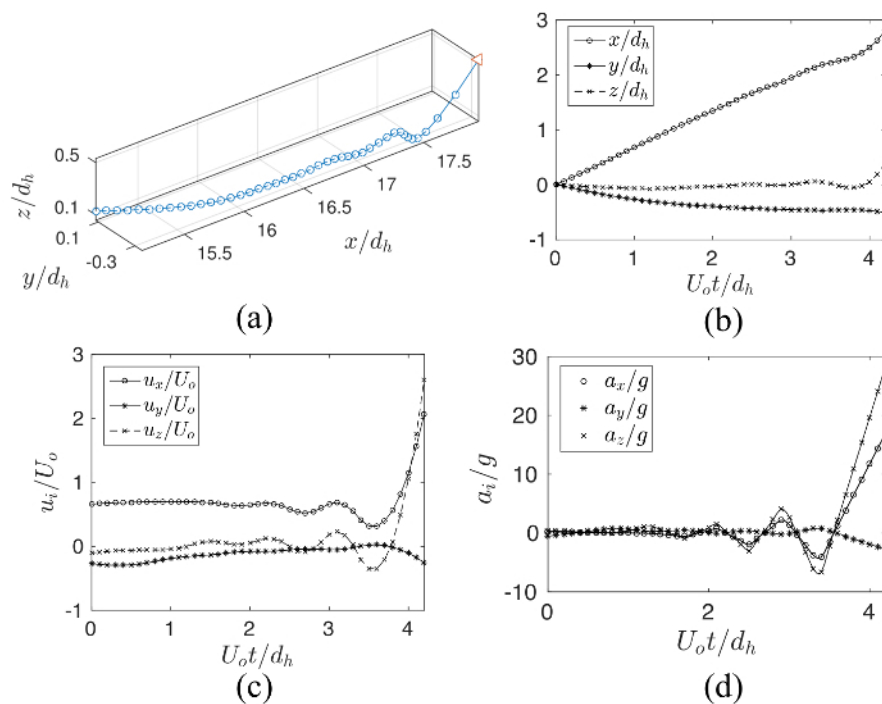 (a)
z/d_h
0.5
0.1
0.1
-0.3
y/d_h
15.5
16
16.5
17
17.5
x/d_h
(b)
3
2
1
0
-1
x/d_h
y/d_h
z/d_h
0
1
2
3
4
U_ot/d_h
(c)
u_i/U_o
3
2
1
0
-1
u_x/U_o
u_y/U_o
u_z/U_o
0
1
2
3
4
U_ot/d_h
(d)
a_i/g
30
20
10
0
-10
a_x/g
a_y/g
a_z/g
0
2
4
U_ot/d_h